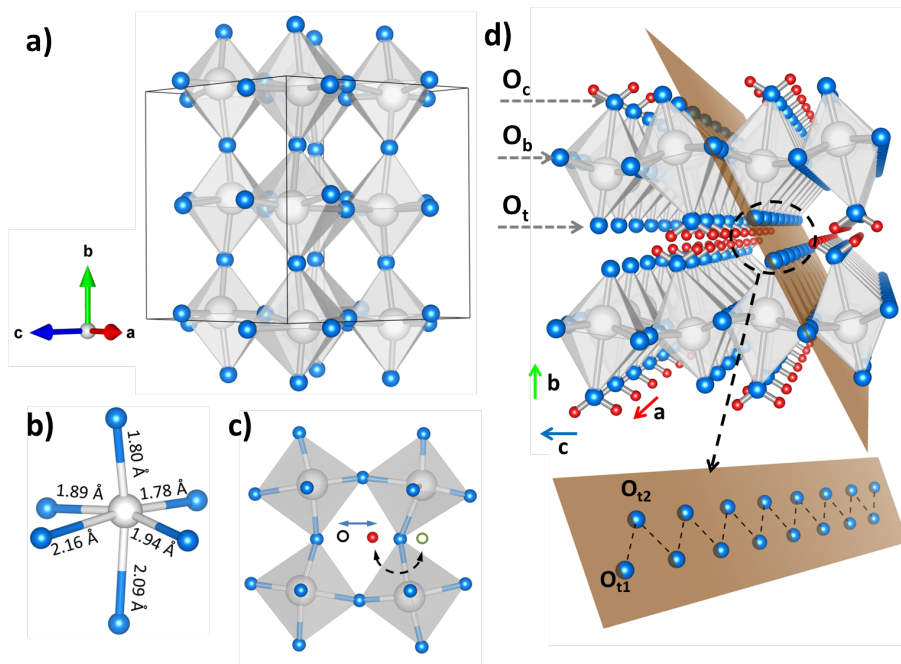 a)
b
c
a
b)
1.80 Å
1.89 Å
1.78 Å
2.16 Å
1.94 Å
2.09 Å
c)
d)
Oc
Ob
Ot
b
a
c
Ot2
Ot1